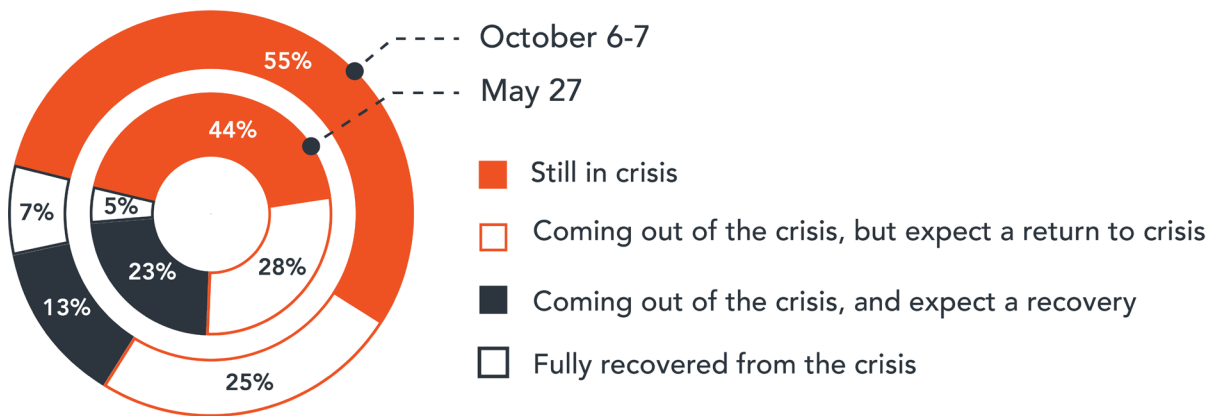 October 6-7
55%
May 27
44%
Still in crisis
7%
5%
Coming out of the crisis, but expect a return to crisis
23%
28%
13%
Coming out of the crisis, and expect a recovery
Fully recovered from the crisis
25%